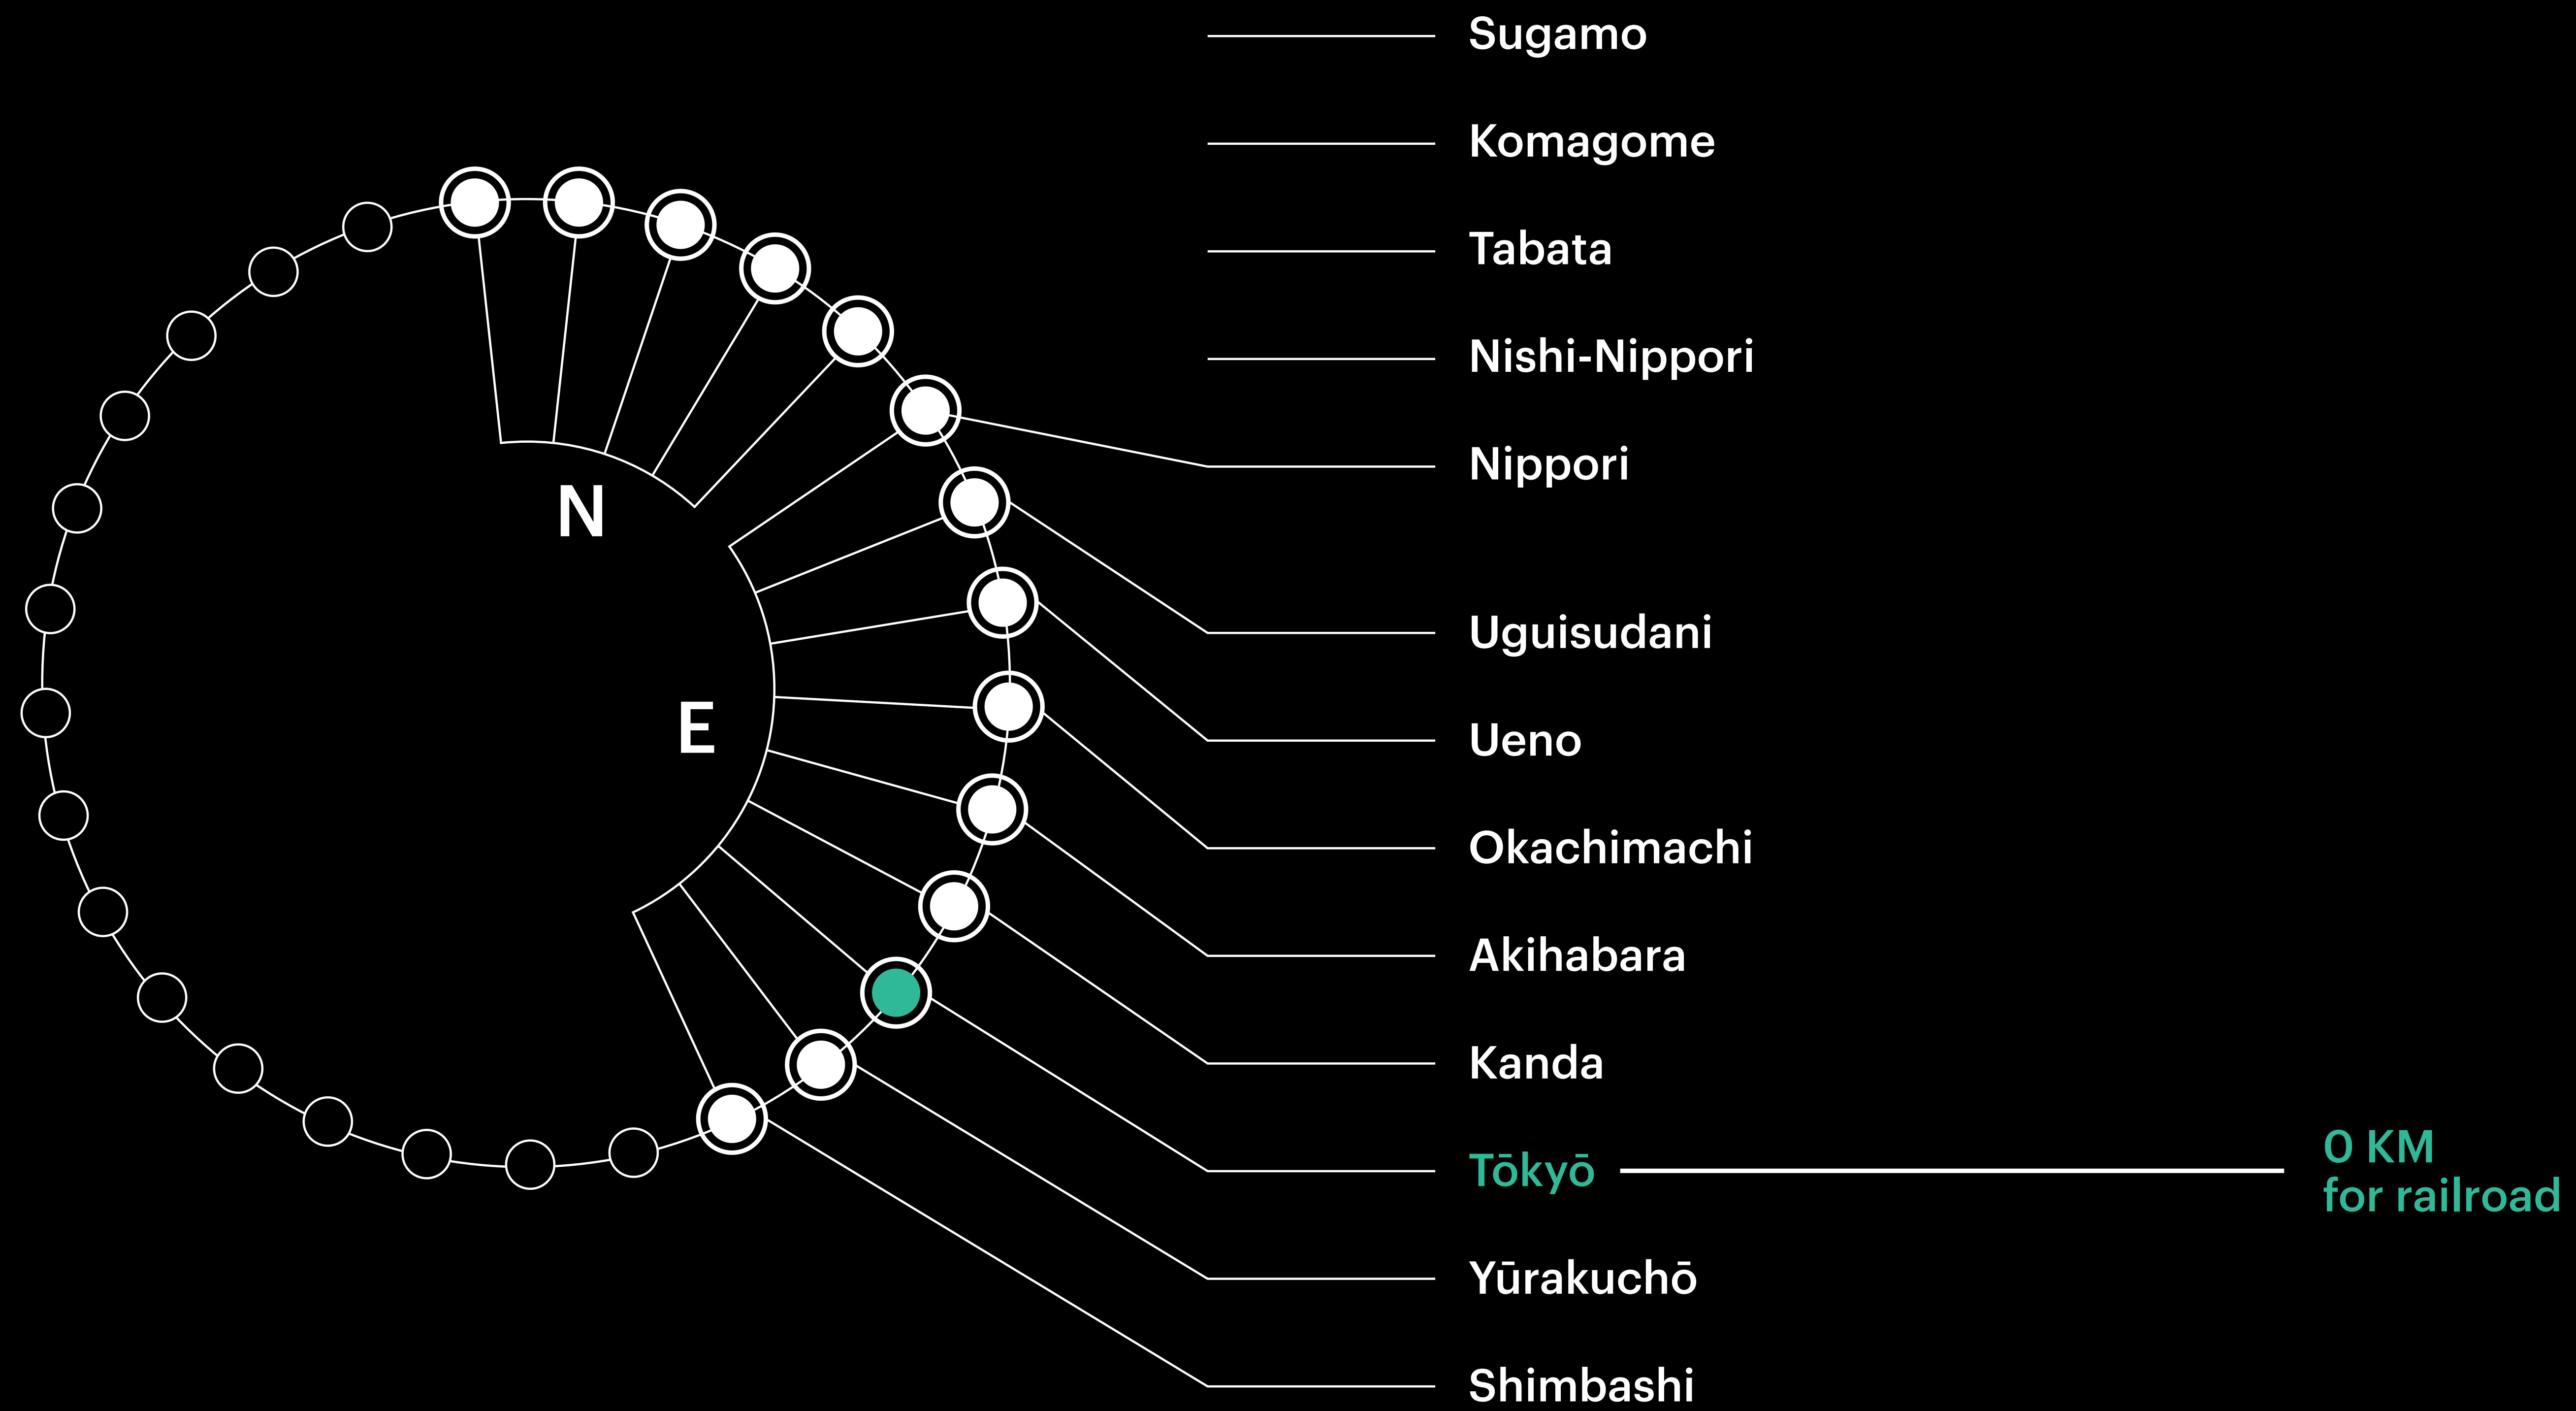 Sugamo
Komagome
Tabata
Nishi-Nippori
Nippori
N
Uguisudani
Ueno
E
Okachimachi
Akihabara
Kanda
Tōkyō
0 KM
for railroad
Yūrakuchō
Shimbashi